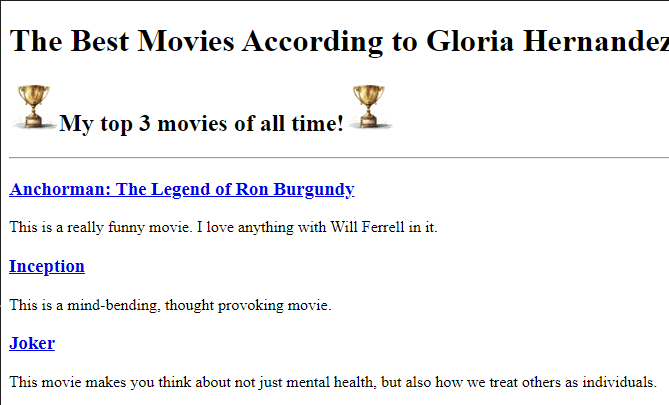 The Best Movies According to Gloria Hernandez
My top 3 movies of all time!
Anchorman: The Legend of Ron Burgundy
This is a really funny movie. I love anything with Will Ferrell in it.
Inception
This is a mind-bending, thought provoking movie.
Joker
This movie makes you think about not just mental health, but also how we treat others as individuals.